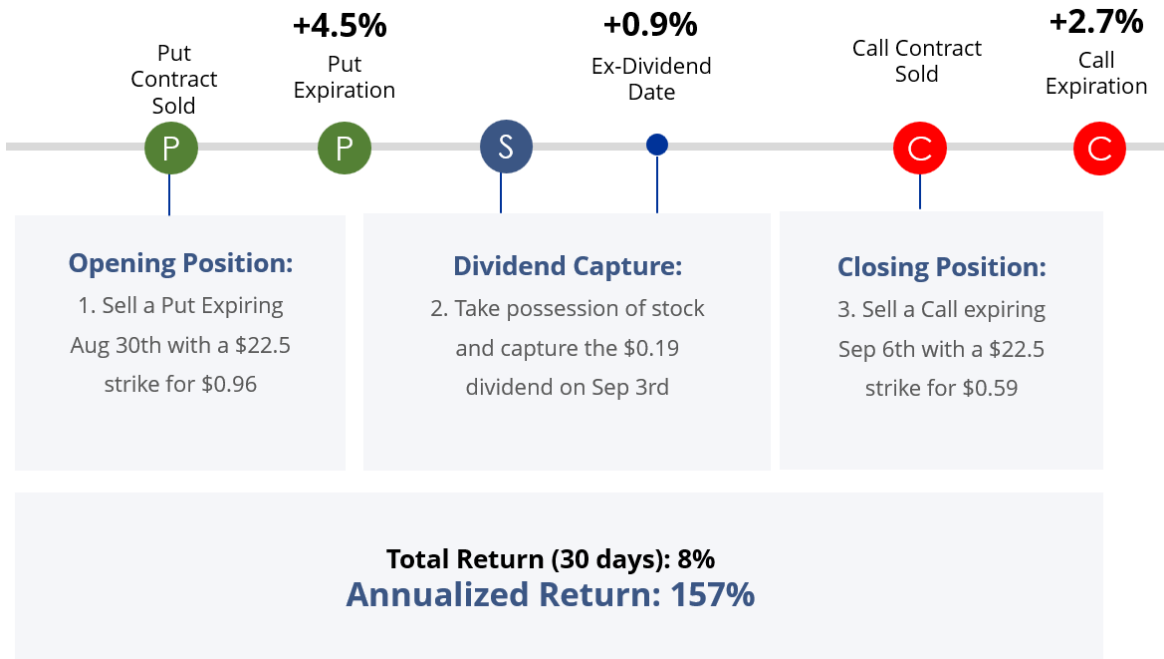 +4.5%
+0.9%
+2.7%
Put
Contract
Sold
Put
Expiration
Ex-Dividend
Date
Call Contract
Sold
Call
Expiration
P
P
S
C
C
Opening Position:
1. Sell a Put Expiring
Aug 30th with a $22.5
strike for $0.96
Dividend Capture:
2. Take possession of stock
and capture the $0.19
dividend on Sep 3rd
Closing Position:
3. Sell a Call expiring
Sep 6th with a $22.5
strike for $0.59
Total Return (30 days): 8%
Annualized Return: 157%